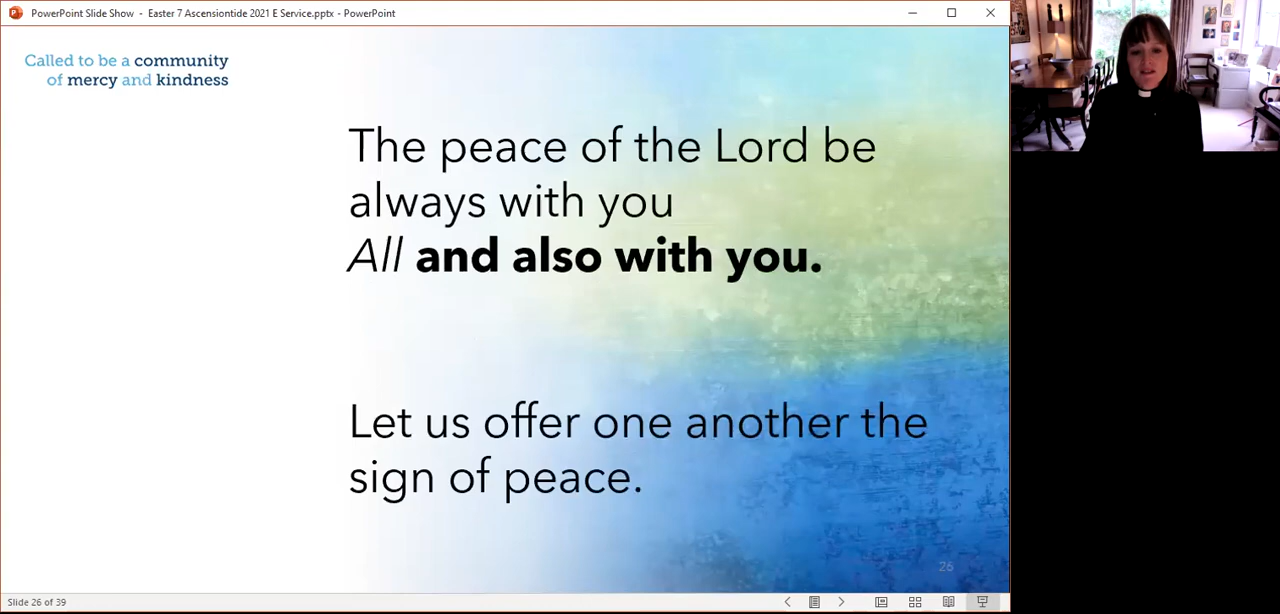 PowerPoint Slide Show - Easter 7 Ascensiontide 2021 E Service.pptx - PowerPoint
Called to be a community
of mercy and kindness
The peace of the Lord be
always with you
All and also with you.
Let us offer one another the
sign of peace.
26
Slide 26 of 39